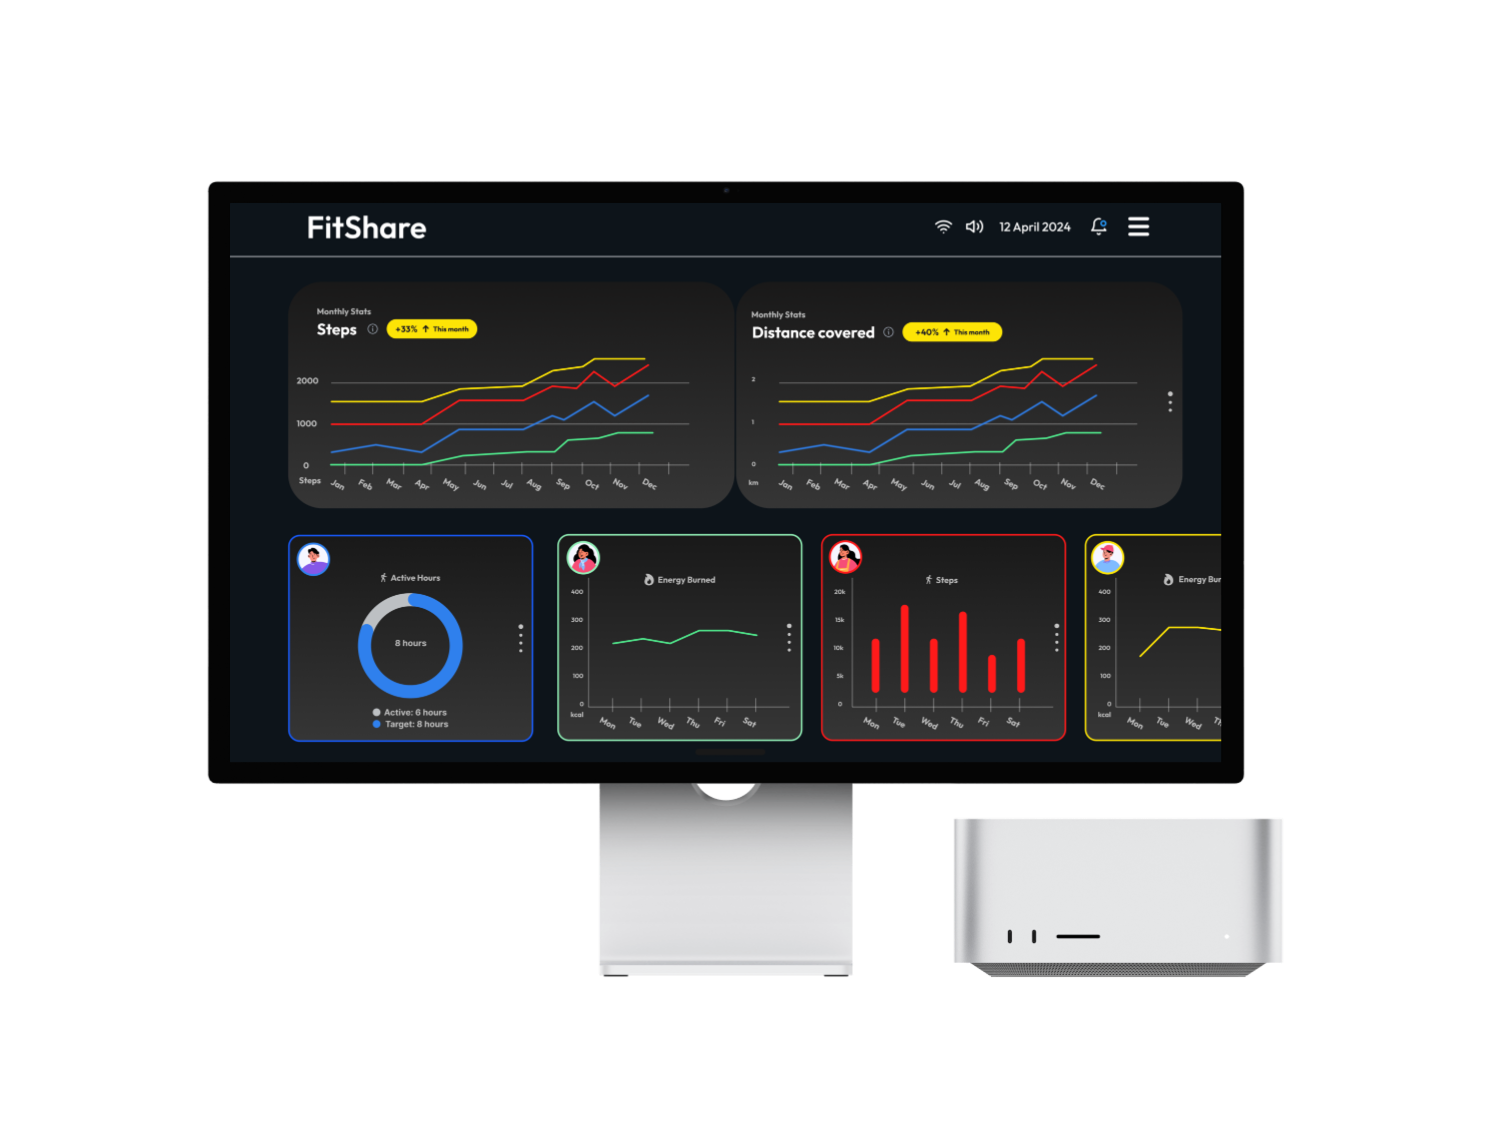 FitShare
12 April 2024
Monthly Stats
Steps
+33% ↑ This month
2000
1000
0
Steps
Jan Feb Mar Apr May Jun Jul Aug Sep Oct Nov Dec
Monthly Stats
Distance covered
+40% ↑ This month
2
1
0
km
Jan Feb Mar Apr May Jun Jul Aug Sep Oct Nov Dec
Active Hours
8 hours
Active: 6 hours
Target: 8 hours
Energy Burned
400
300
200
100
0
kcal
Mon Tue Wed Thu Fri Sat
Steps
20k
15k
10k
5k
0
Mon Tue Wed Thu Fri Sat
Energy Bur
400
300
200
100
0
kcal
Mon Tue Wed Th